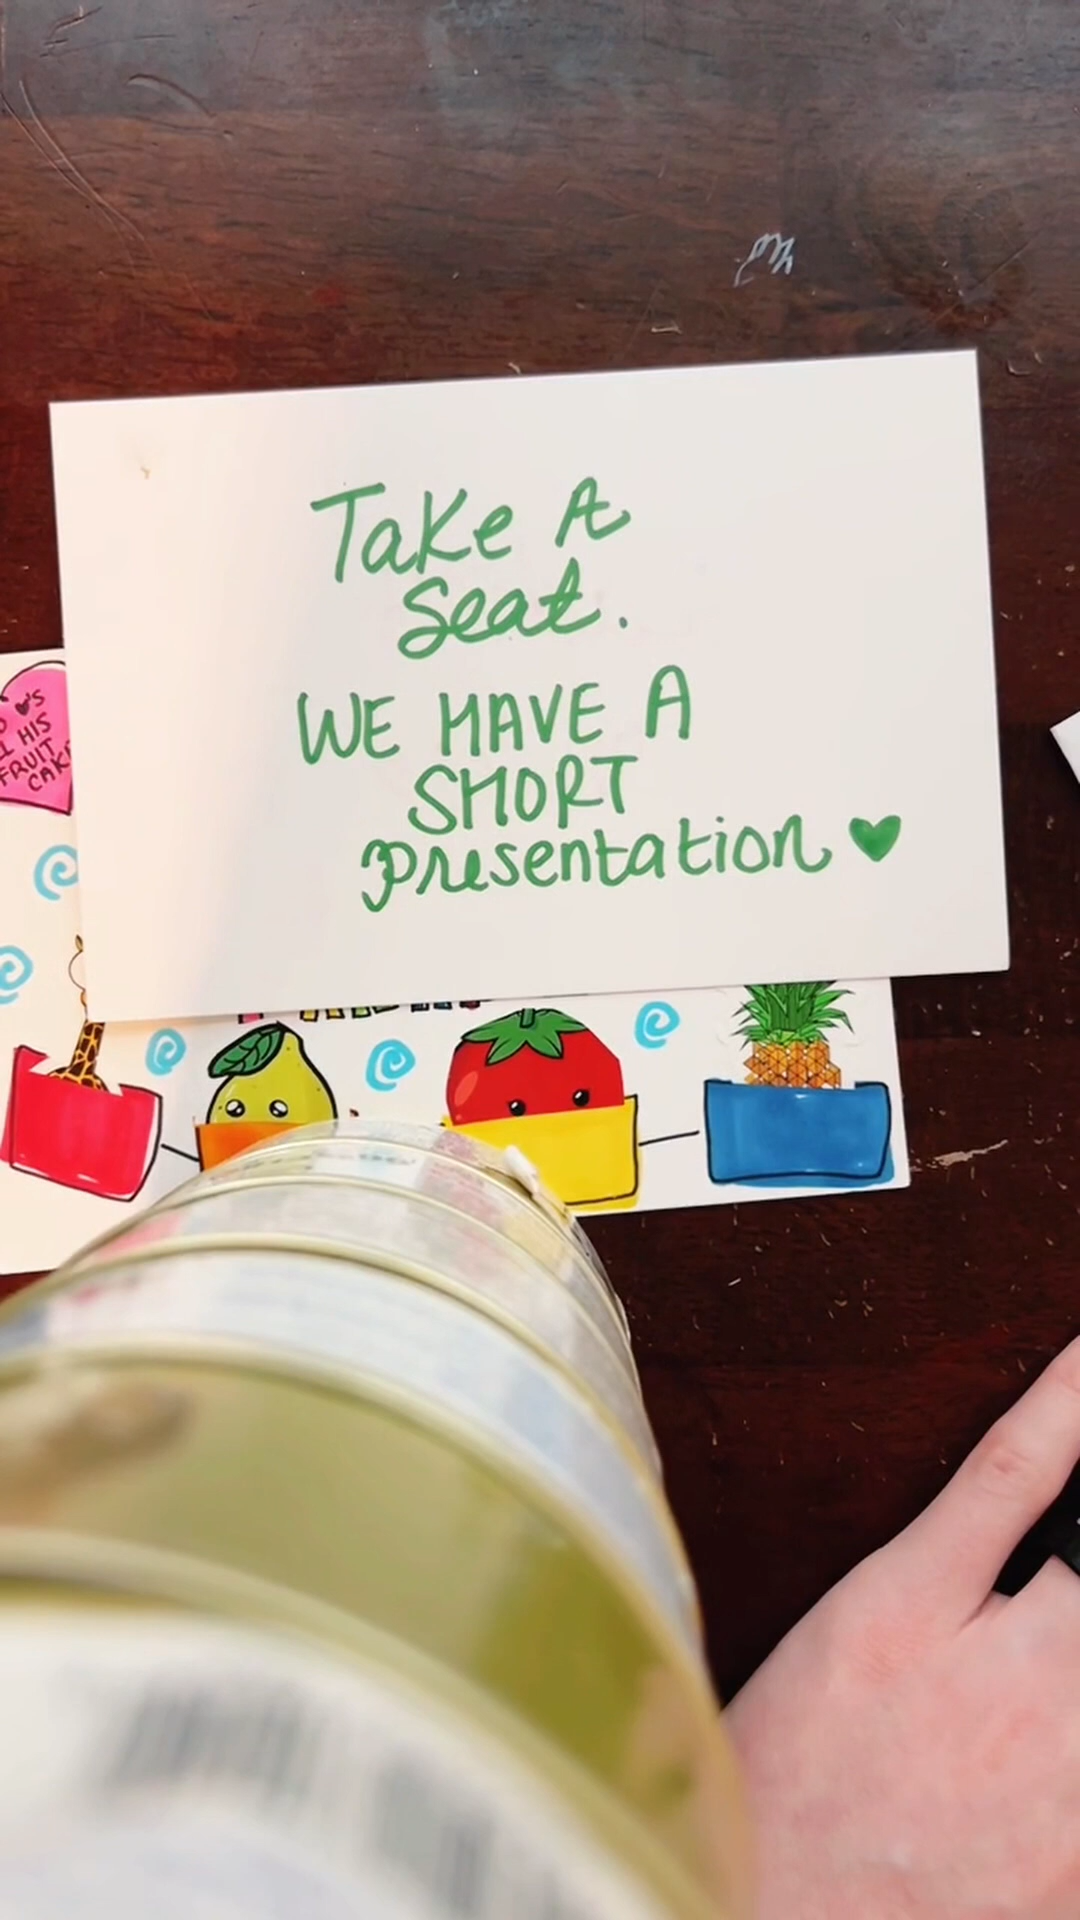 Take A
Seat.
WE HAVE A
SHORT
presentation
♥'S
HIS
FRUIT